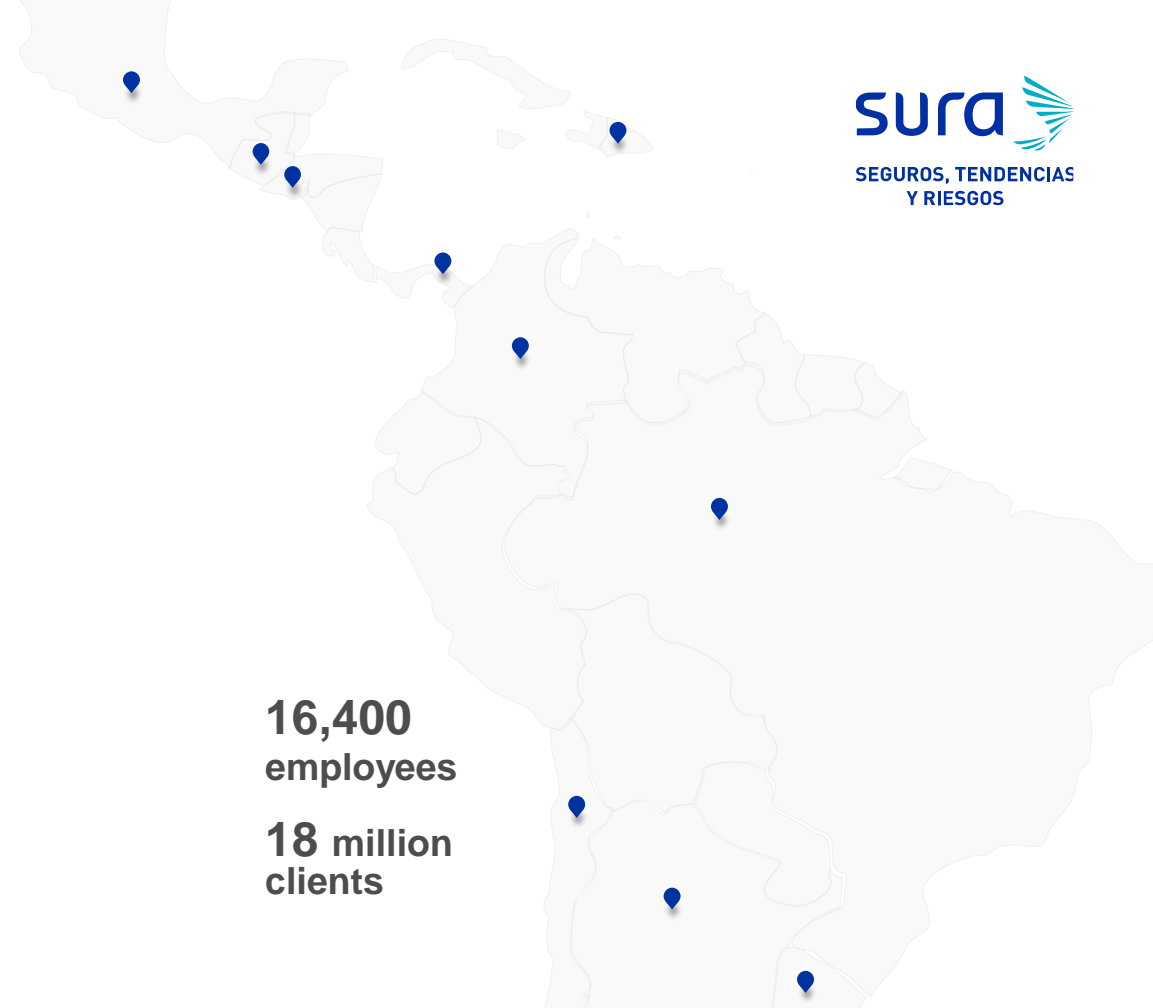 sura
SEGUROS, TENDENCIAS
Y RIESGOS
16,400
employees
18 million
clients